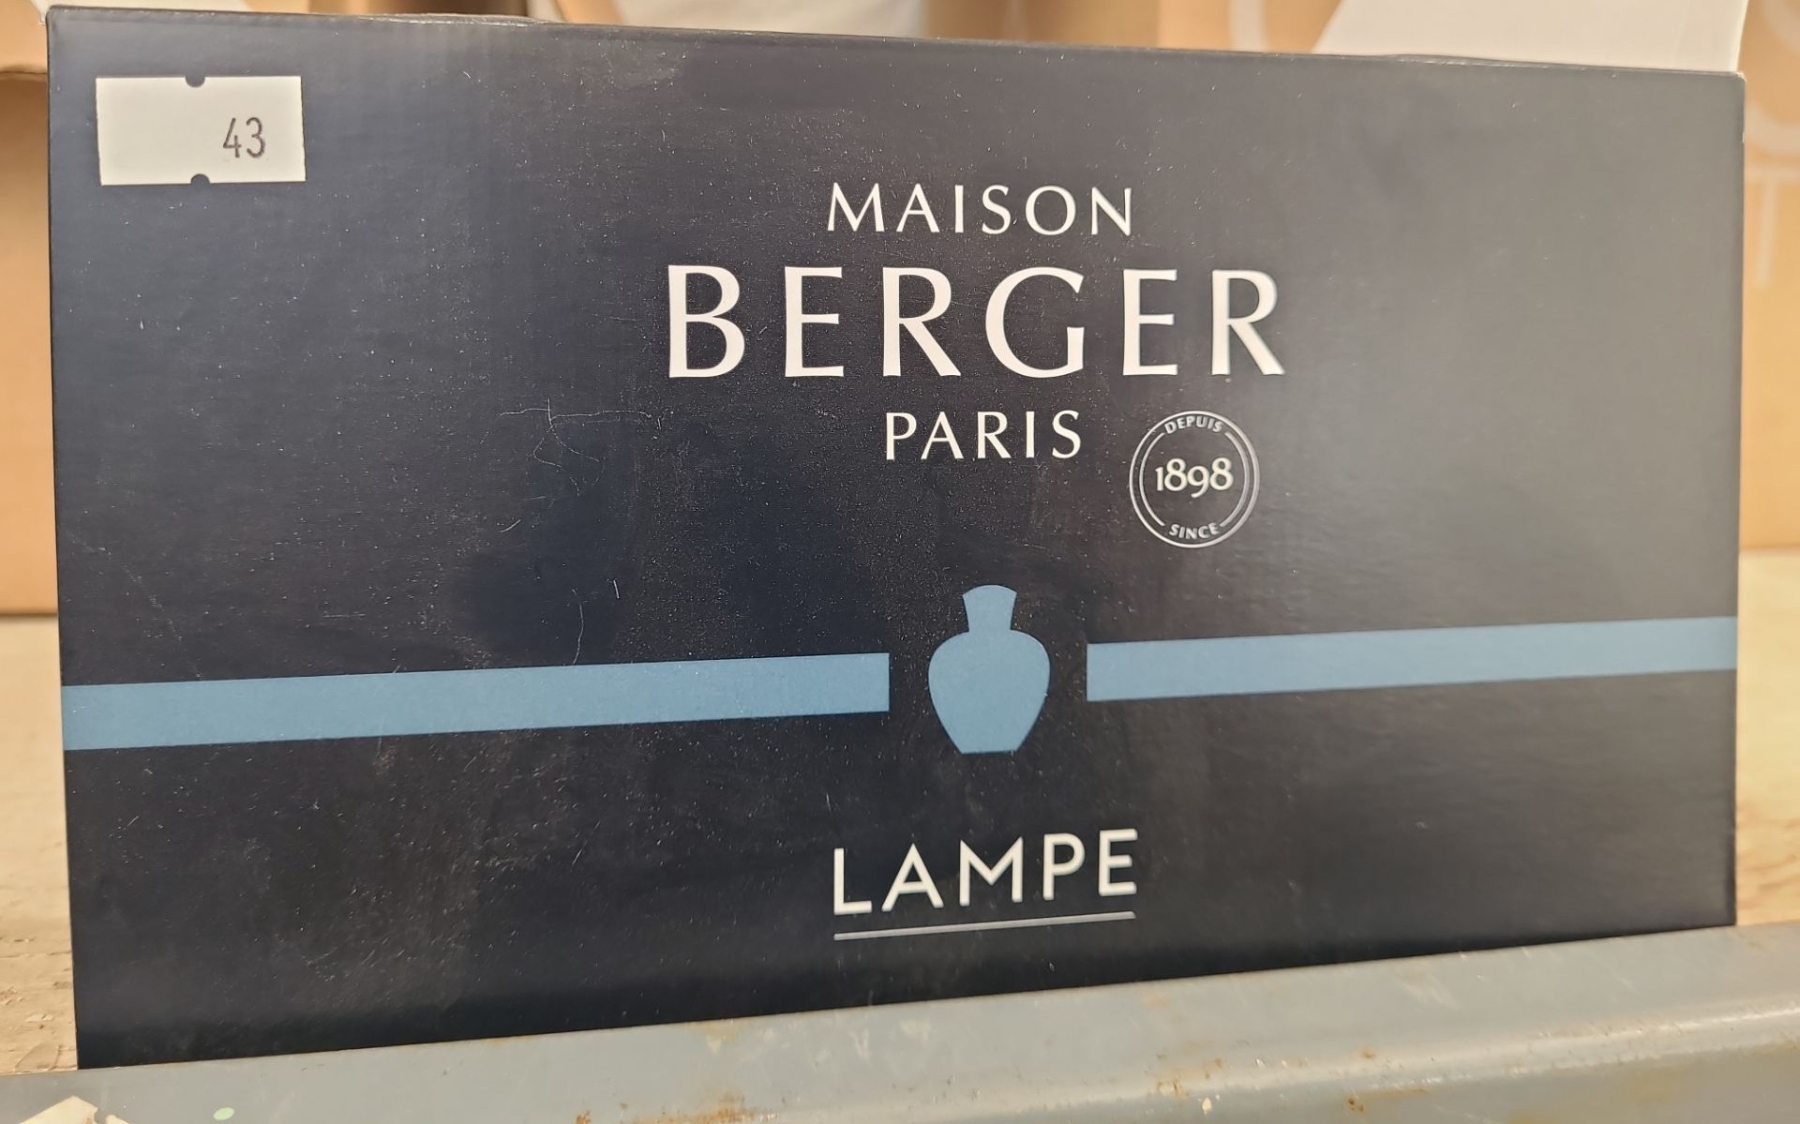 43
MAISON
BERGER
PARIS
DEPUIS
1898
SINCE
LAMPE